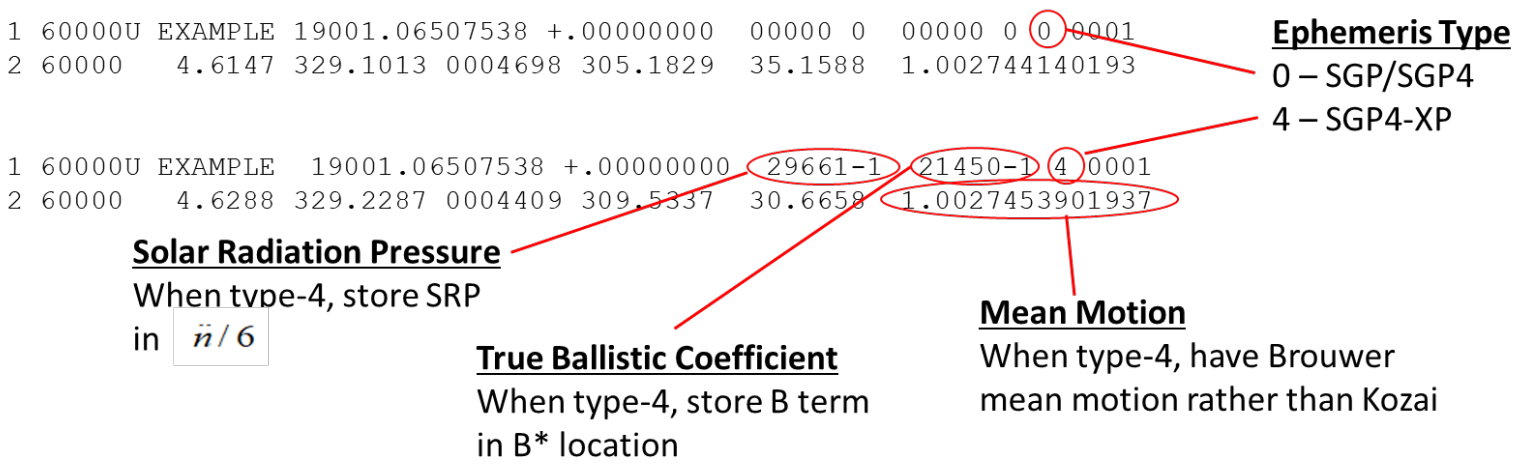 1 60000U EXAMPLE 19001.06507538 +.00000000  00000 0  00000 0 0 0001
2 60000   4.6147 329.1013 0004698 305.1829  35.1588  1.002744140193
Ephemeris Type
0 – SGP/SGP4
4 – SGP4-XP
1 60000U EXAMPLE  19001.06507538 +.00000000  29661-1  21450-1 4 0001
2 60000   4.6288 329.2287 0004409 309.5337  30.6658  1.0027453901937
Solar Radiation Pressure
When type-4, store SRP
in n̈ / 6
True Ballistic Coefficient
When type-4, store B term
in B* location
Mean Motion
When type-4, have Brouwer
mean motion rather than Kozai